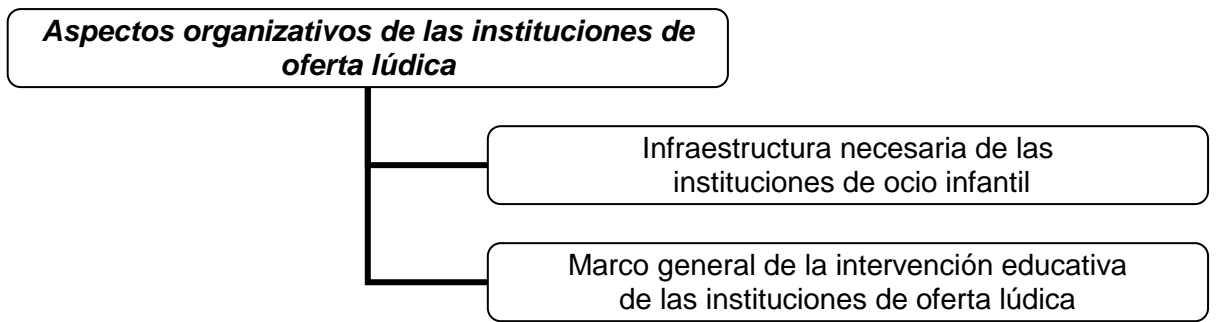 Aspectos organizativos de las instituciones de
oferta lúdica
Infraestructura necesaria de las
instituciones de ocio infantil
Marco general de la intervención educativa
de las instituciones de oferta lúdica